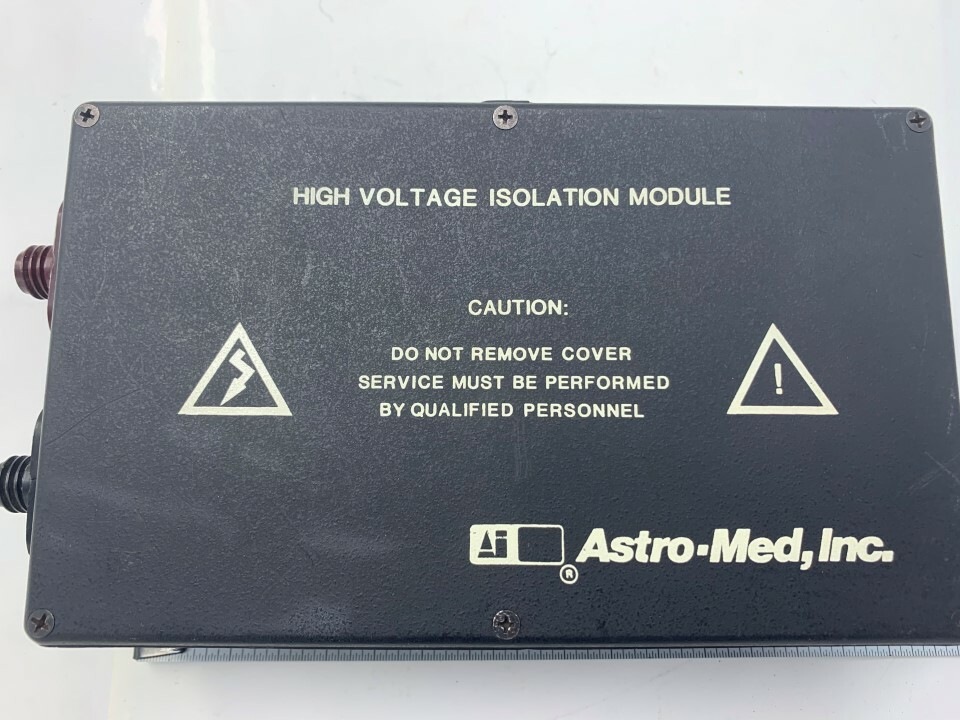 HIGH VOLTAGE ISOLATION MODULE
CAUTION:
DO NOT REMOVE COVER
SERVICE MUST BE PERFORMED
BY QUALIFIED PERSONNEL
!
Astro-Med, Inc.
®